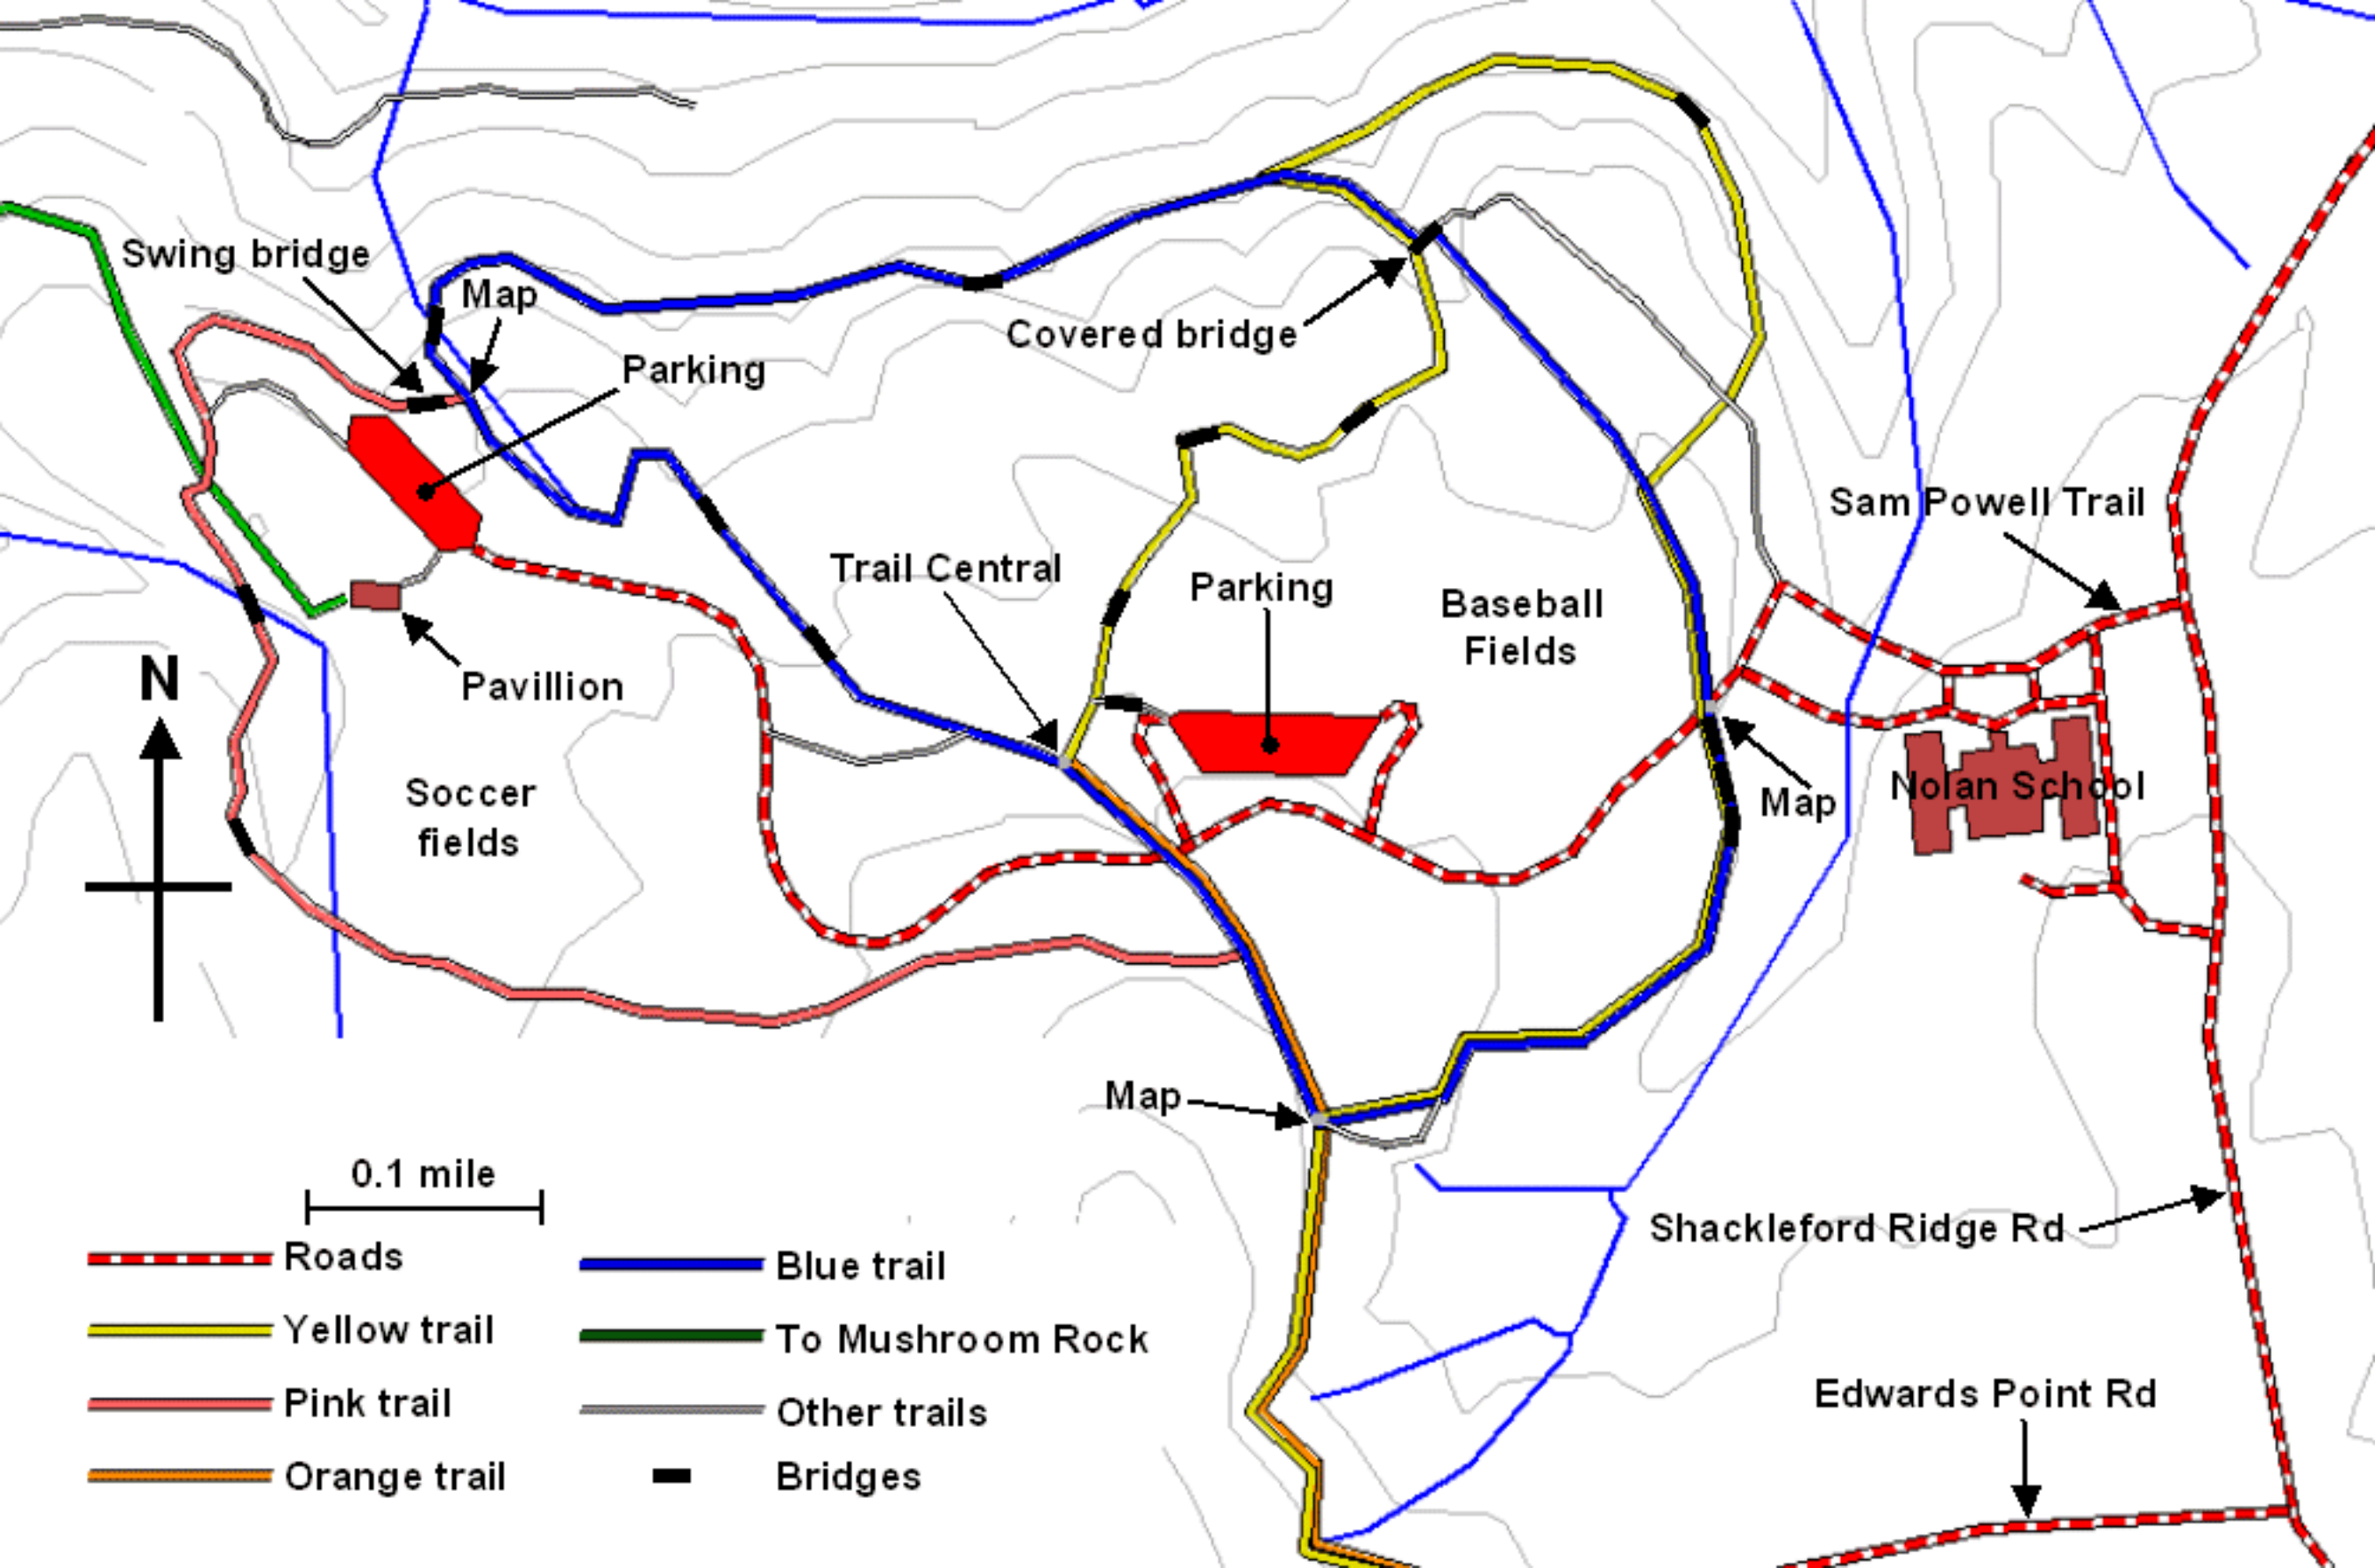 Swing bridge
Map
Parking
Covered bridge
Sam Powell Trail
Trail Central
Parking
Baseball
Fields
N
Pavillion
Soccer
fields
Map
Nolan School
Map
0.1 mile
Shackleford Ridge Rd
Roads
Blue trail
Yellow trail
To Mushroom Rock
Pink trail
Other trails
Edwards Point Rd
Orange trail
Bridges